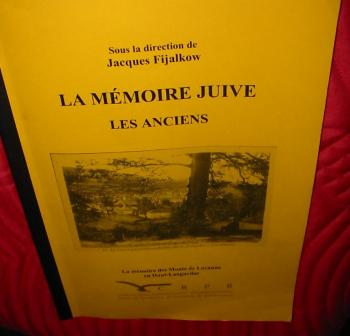 Sous la direction de
Jacques Fijalkow
LA MÉMOIRE JUIVE
LES ANCIENS
La mémoire des Monts de Lacaune
en Haut-Languedoc
C R P R